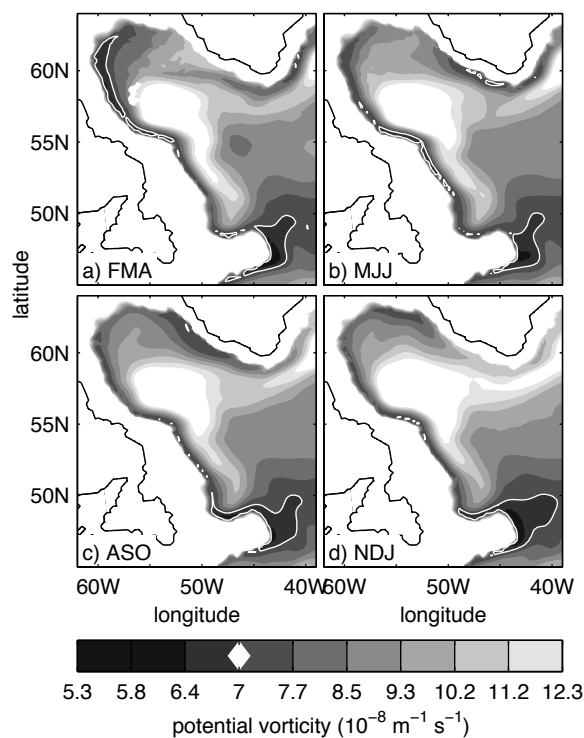 60N
55N
50N
a) FMA
b) MJJ
latitude
60N
55N
50N
c) ASO
d) NDJ
60W 50W 40W 60W 50W 40W
longitude longitude
5.3 5.8 6.4 7 7.7 8.5 9.3 10.2 11.2 12.3
potential vorticity (10⁻⁸ m⁻¹ s⁻¹)